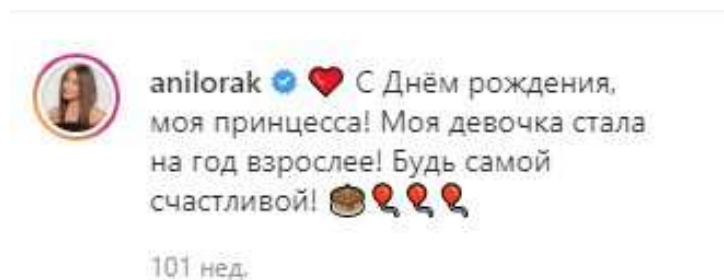 anilorak ❤️ С Днём рождения,
моя принцесса! Моя девочка стала
на год взрослее! Будь самой
счастливой! 🎂🎈🎈🎈
101 нед.